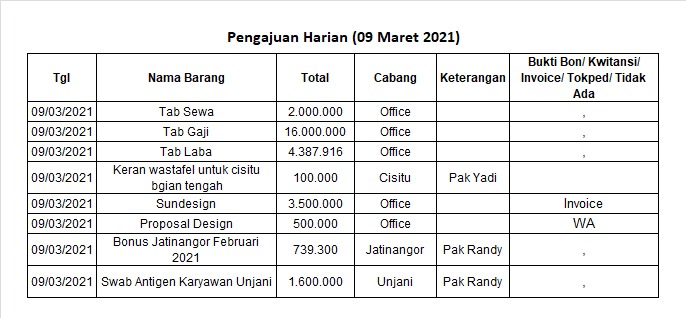 Pengajuan Harian (09 Maret 2021)
Tgl Nama Barang Total Cabang Keterangan Bukti Bon/ Kwitansi/ Invoice/ Tokped/ Tidak Ada
09/03/2021 Tab Sewa 2.000.000 Office ,
09/03/2021 Tab Gaji 16.000.000 Office ,
09/03/2021 Tab Laba 4.387.916 Office ,
09/03/2021 Keran wastafel untuk cisitu bgian tengah 100.000 Cisitu Pak Yadi
09/03/2021 Sundesign 3.500.000 Office Invoice
09/03/2021 Proposal Design 500.000 Office WA
09/03/2021 Bonus Jatinangor Februari 2021 739.300 Jatinangor Pak Randy ,
09/03/2021 Swab Antigen Karyawan Unjani 1.600.000 Unjani Pak Randy ,